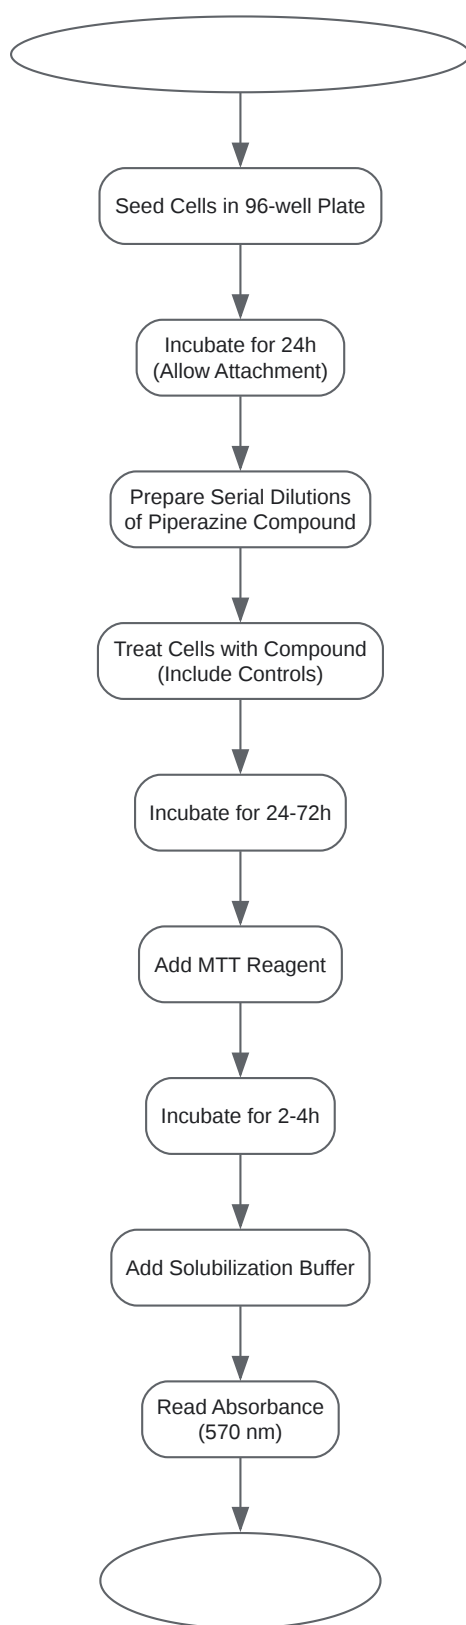 Seed Cells in 96-well Plate
Incubate for 24h
(Allow Attachment)
Prepare Serial Dilutions
of Piperazine Compound
Treat Cells with Compound
(Include Controls)
Incubate for 24-72h
Add MTT Reagent
Incubate for 2-4h
Add Solubilization Buffer
Read Absorbance
(570 nm)